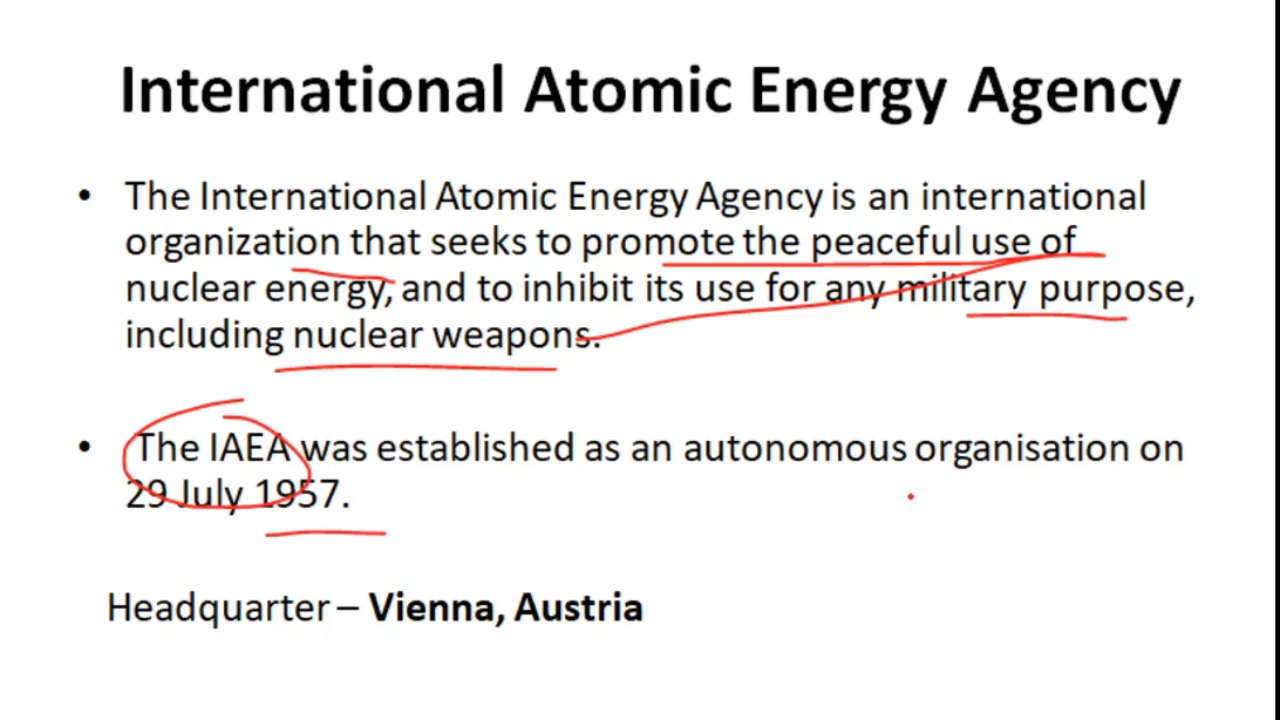 International Atomic Energy Agency
• The International Atomic Energy Agency is an international
organization that seeks to promote the peaceful use of
nuclear energy, and to inhibit its use for any military purpose,
including nuclear weapons.
• The IAEA was established as an autonomous organisation on
29 July 1957.
Headquarter – Vienna, Austria